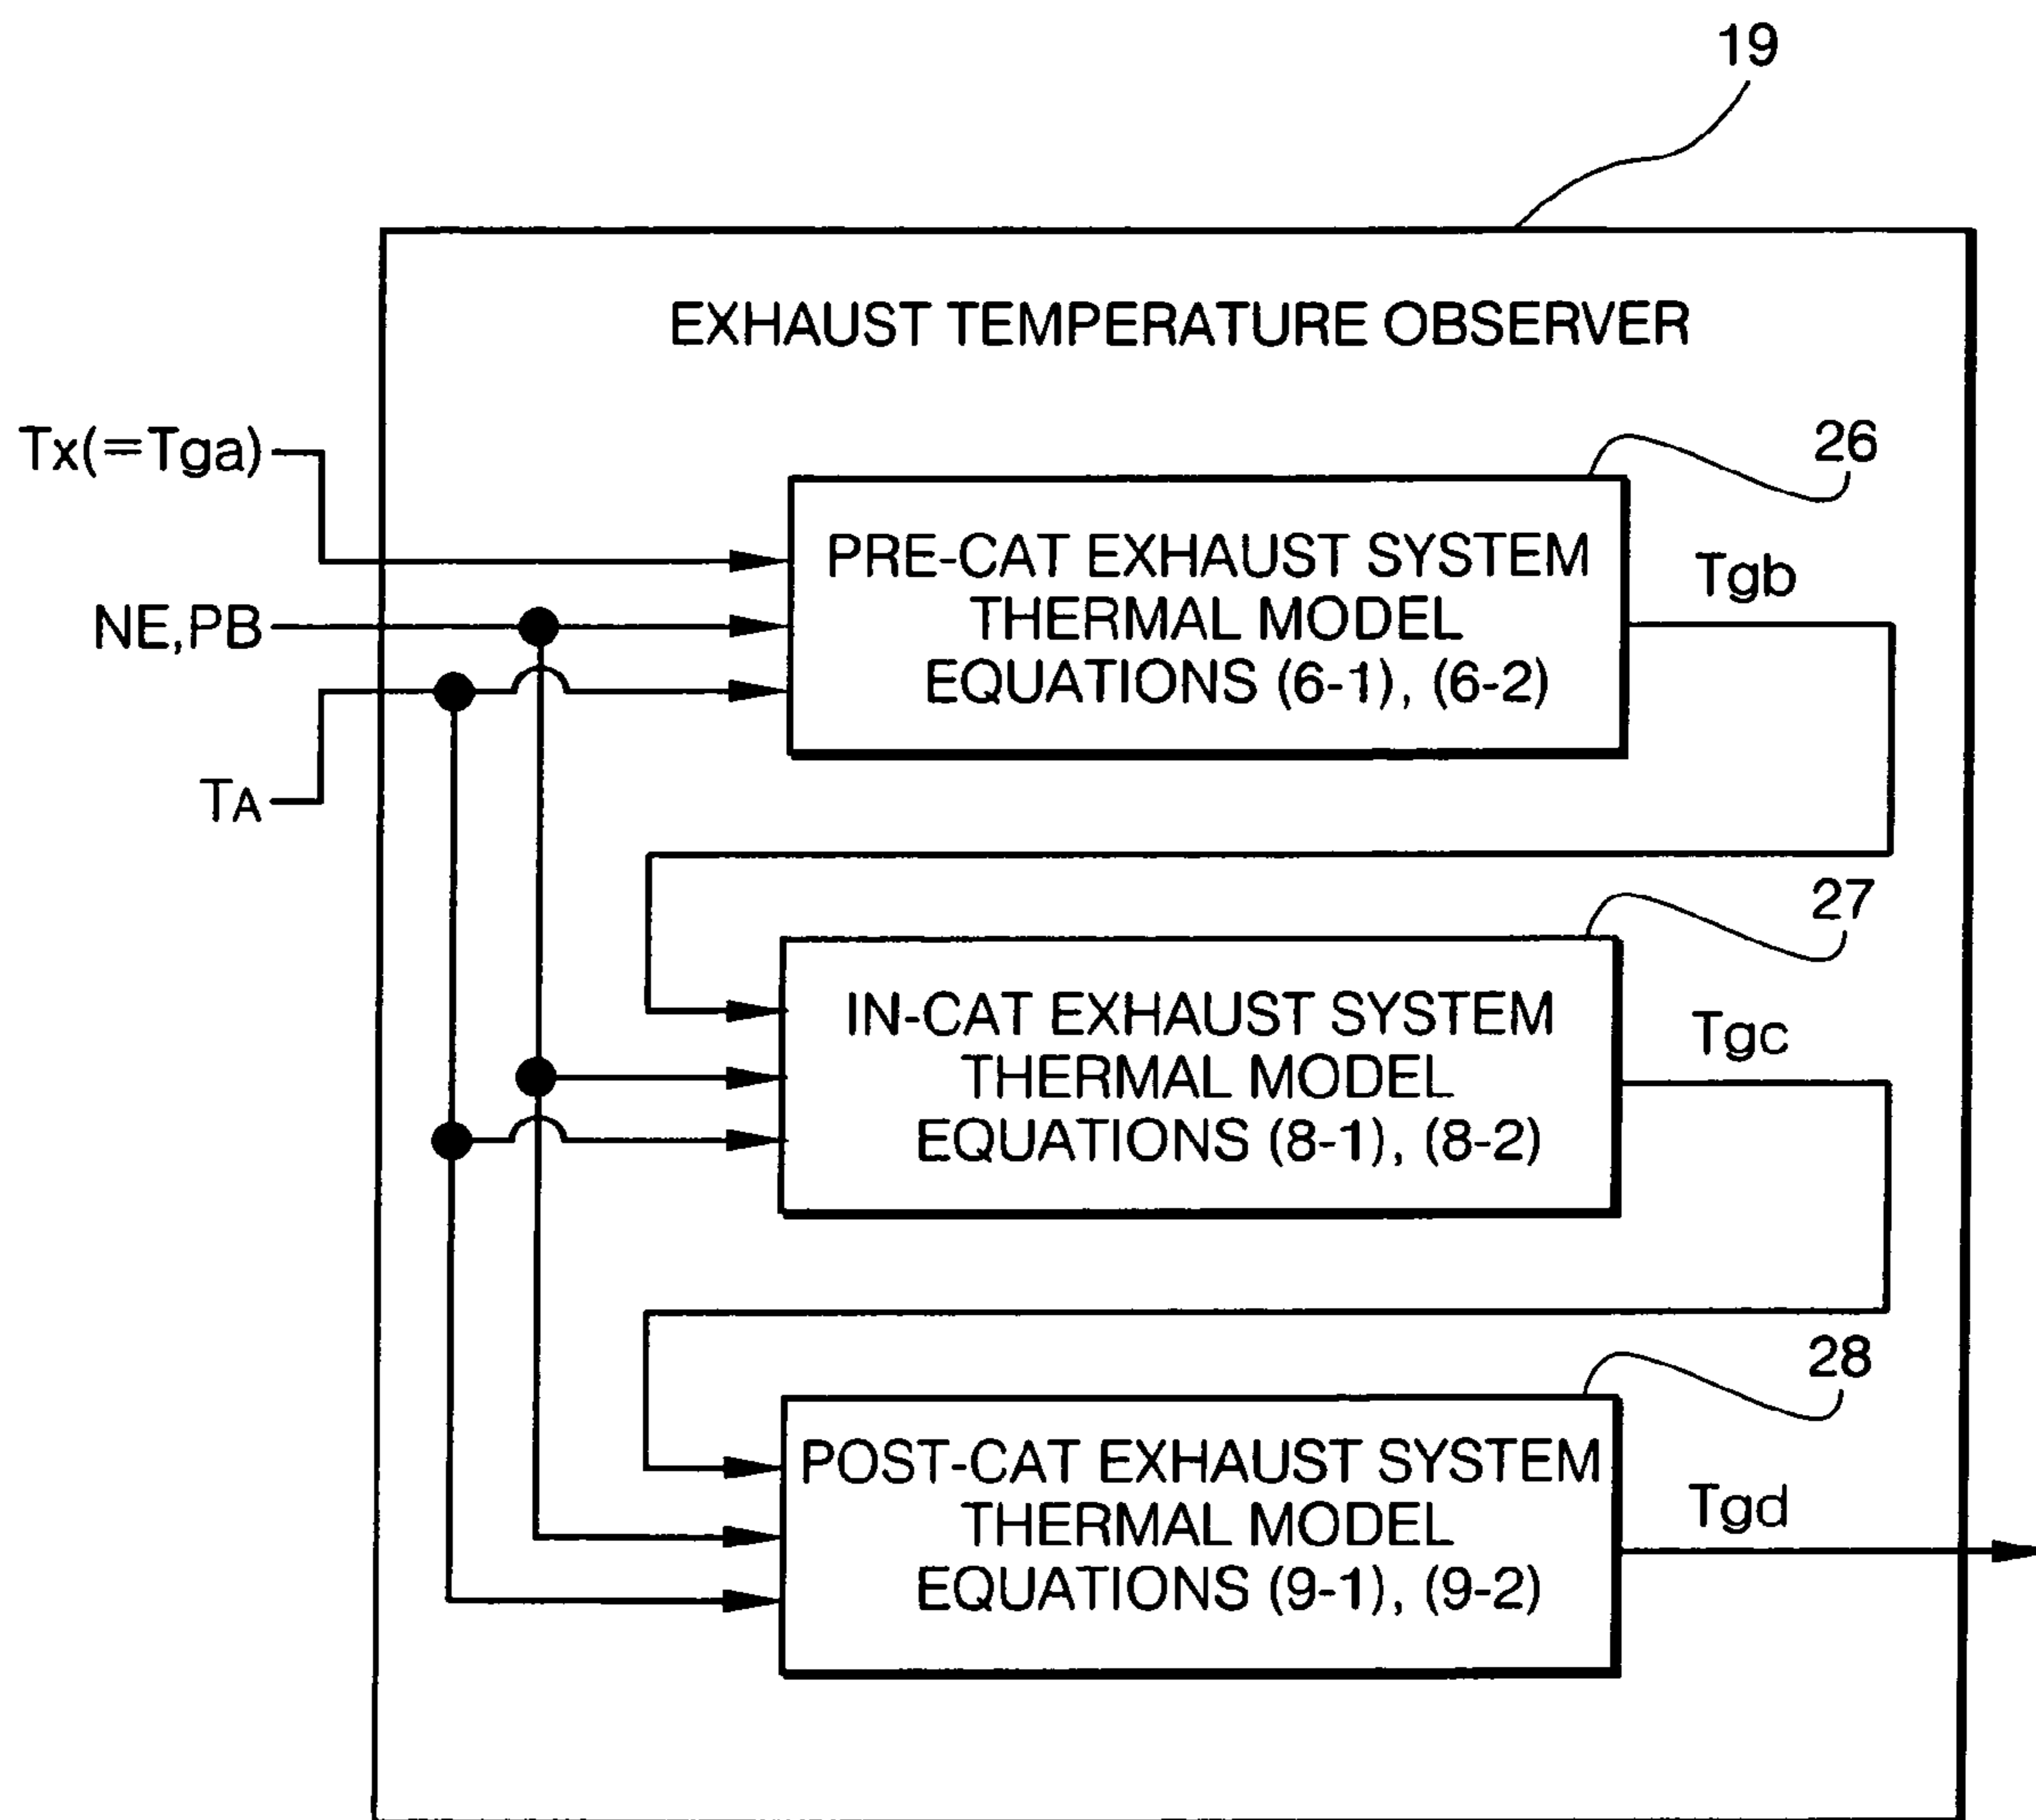 19
EXHAUST TEMPERATURE OBSERVER
Tx(=Tga)
26
PRE-CAT EXHAUST SYSTEM
THERMAL MODEL
EQUATIONS (6-1), (6-2)
Tgb
NE,PB
TA
27
IN-CAT EXHAUST SYSTEM
THERMAL MODEL
EQUATIONS (8-1), (8-2)
Tgc
28
POST-CAT EXHAUST SYSTEM
THERMAL MODEL
EQUATIONS (9-1), (9-2)
Tgd